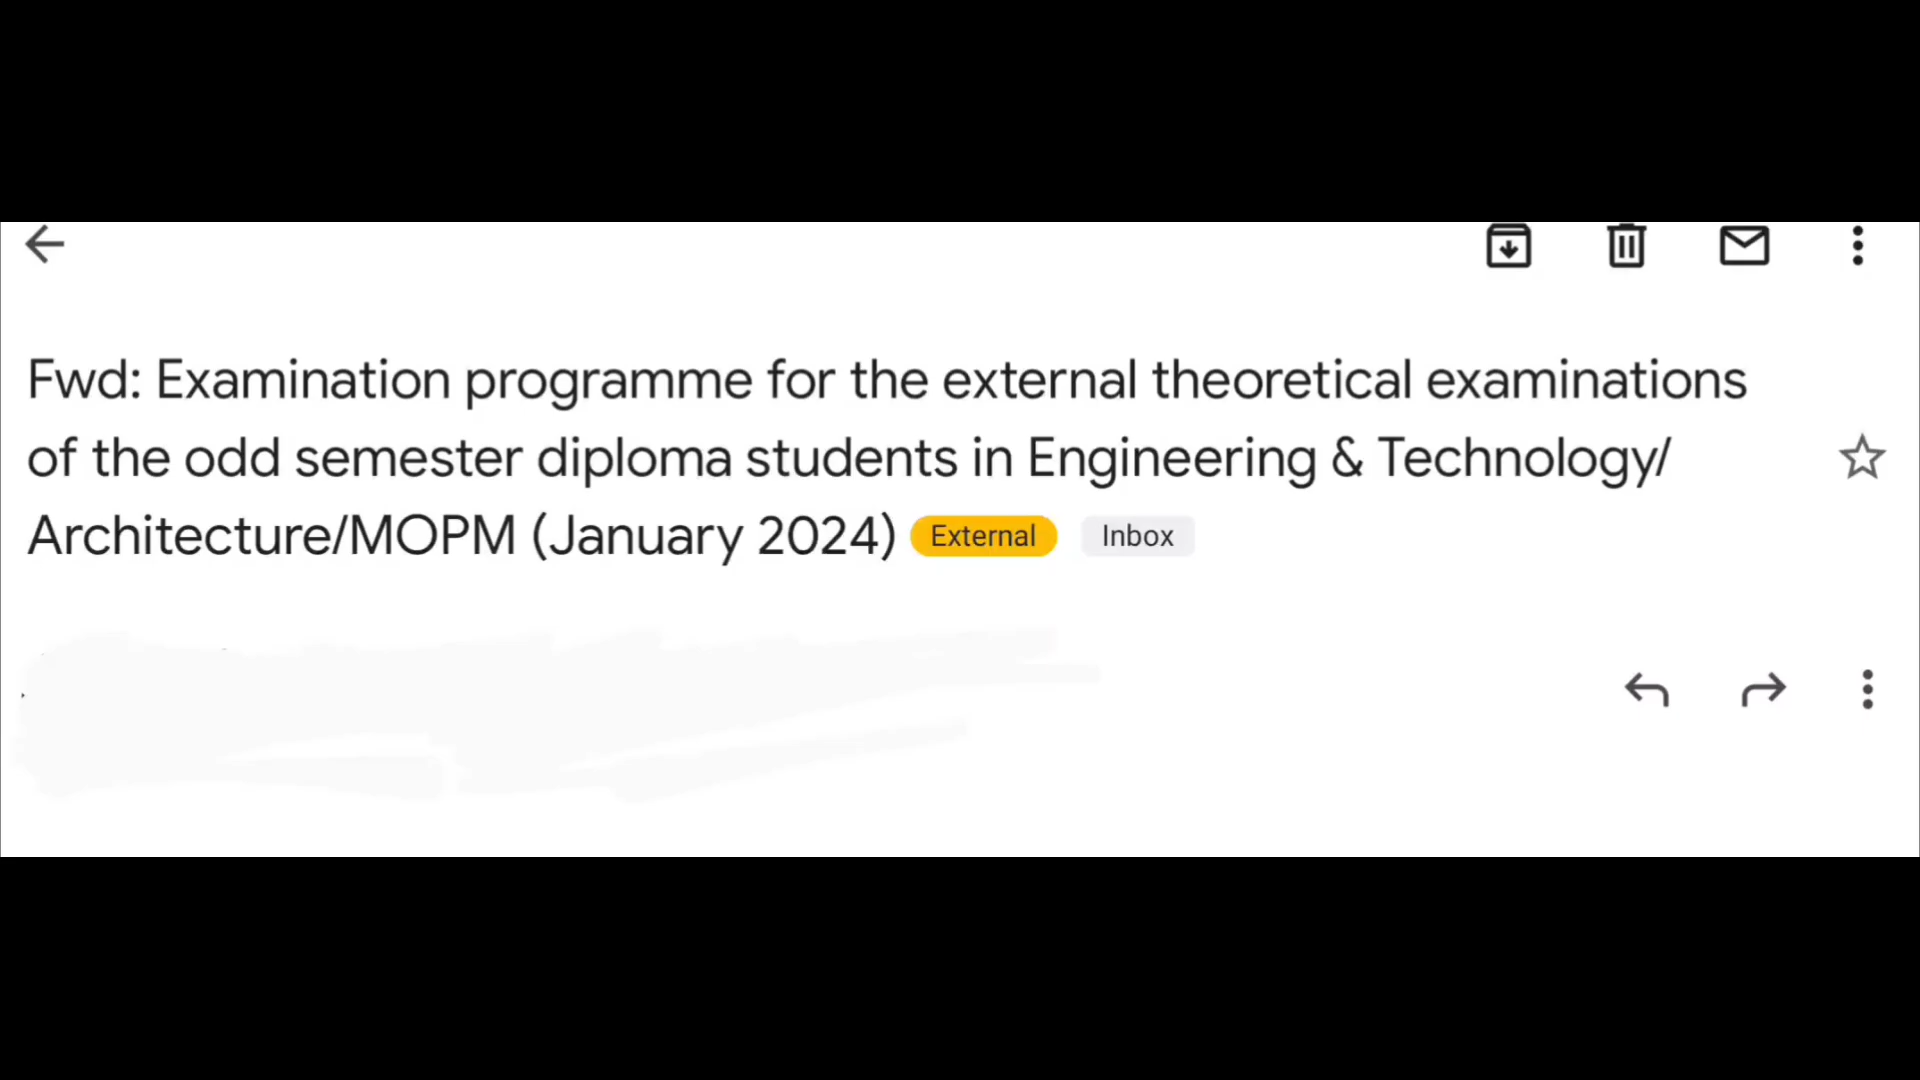 Fwd: Examination programme for the external theoretical examinations
of the odd semester diploma students in Engineering & Technology/
Architecture/MOPM (January 2024) External Inbox